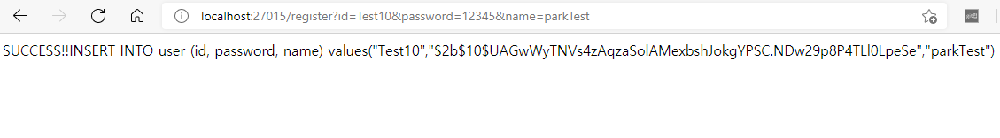 localhost:27015/register?id=Test10&password=12345&name=parkTest
SUCCESS!!INSERT INTO user (id, password, name) values("Test10","$2b$10$UAGwWyTNVs4zAqzaSolAMexbshJokgYPSC.NDw29p8P4TLl0LpeSe","parkTest")